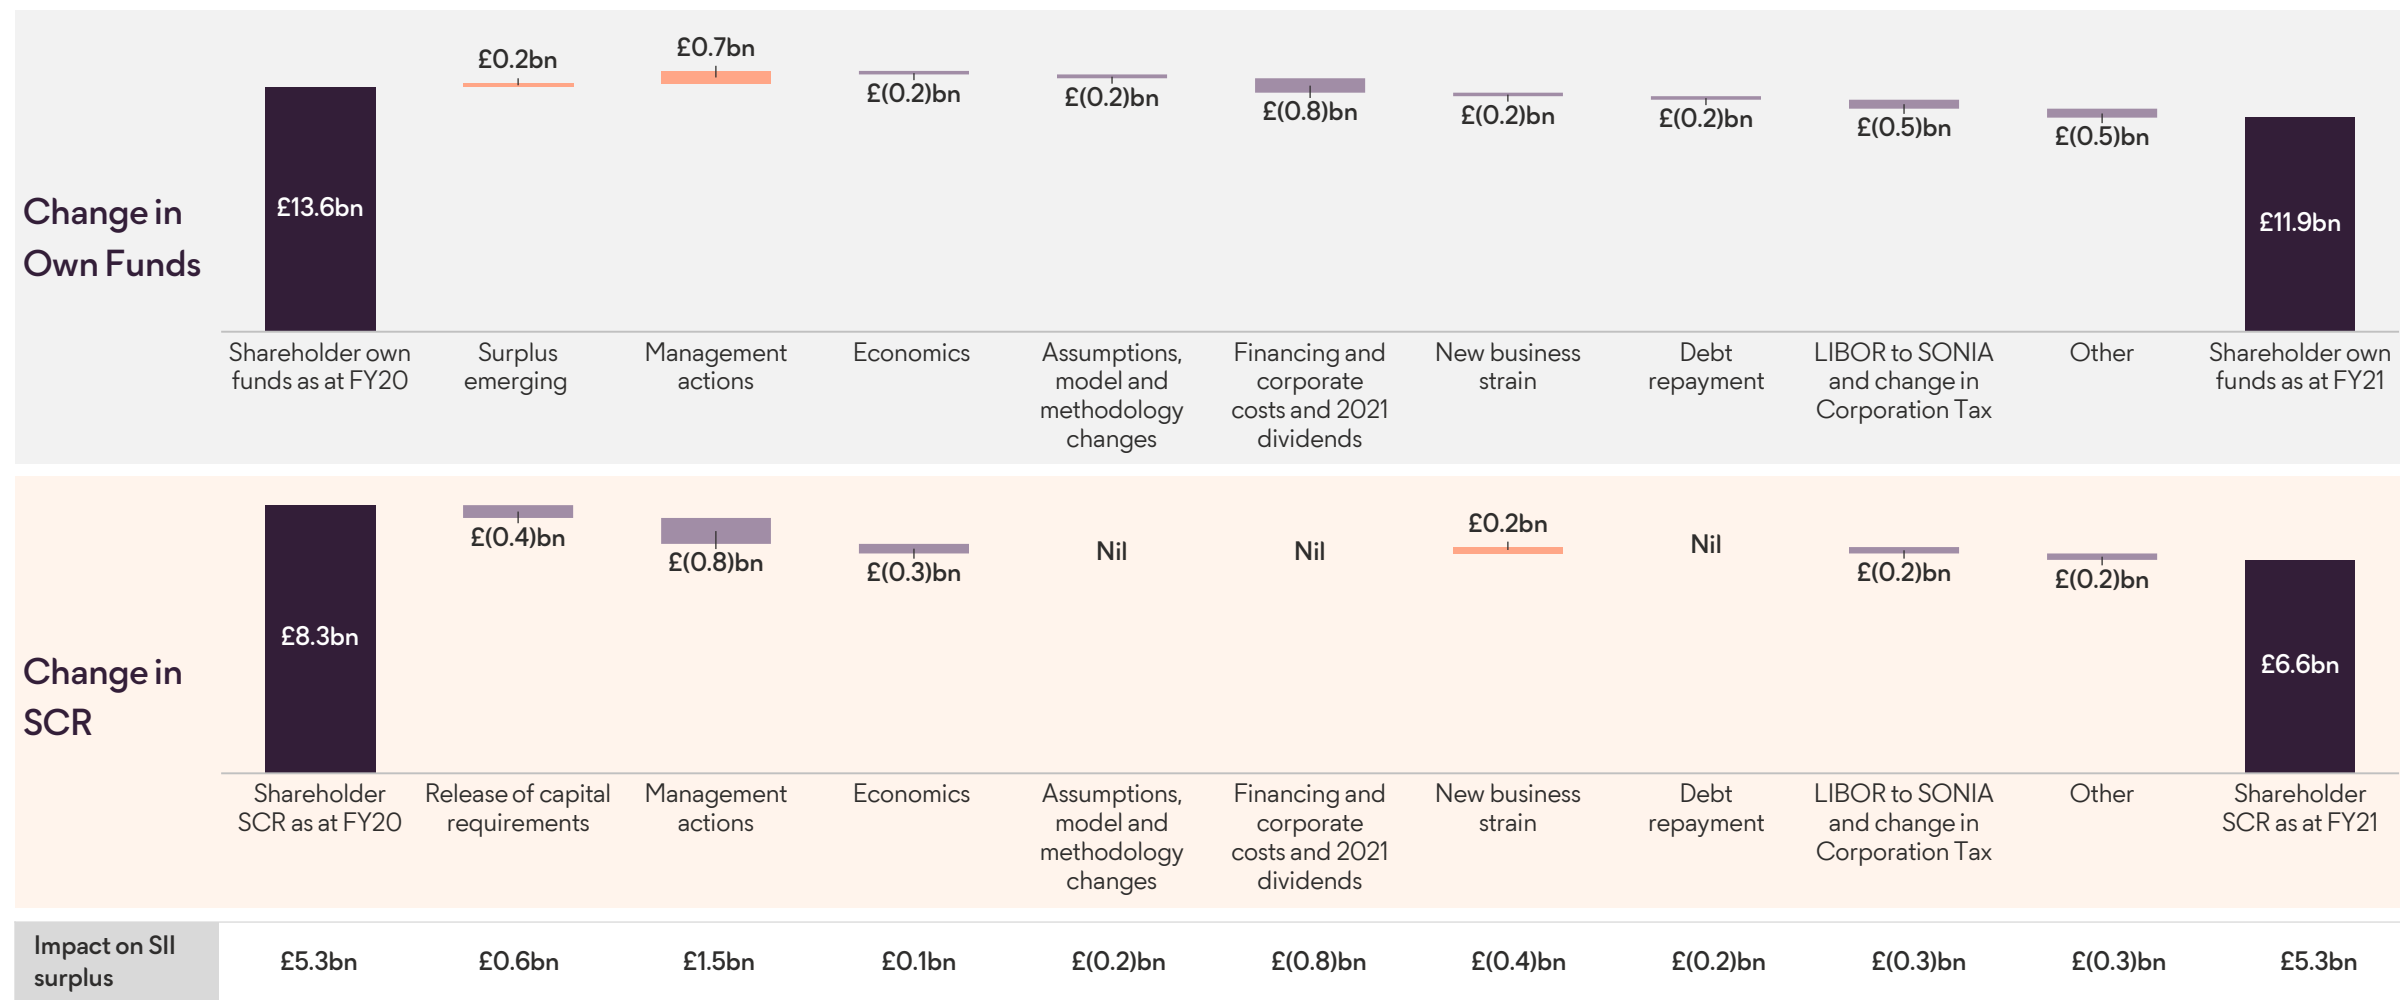 Change in
Own Funds
£13.6bn
£0.2bn
£0.7bn
£(0.2)bn
£(0.2)bn
£(0.8)bn
£(0.2)bn
£(0.2)bn
£(0.5)bn
£(0.5)bn
£11.9bn
Shareholder own
funds as at FY20
Surplus
emerging
Management
actions
Economics
Assumptions,
model and
methodology
changes
Financing and
corporate
costs and 2021
dividends
New business
strain
Debt
repayment
LIBOR to SONIA
and change in
Corporation Tax
Other
Shareholder own
funds as at FY21
Change in
SCR
£8.3bn
£(0.4)bn
£(0.8)bn
£(0.3)bn
Nil
Nil
£0.2bn
Nil
£(0.2)bn
£(0.2)bn
£6.6bn
Shareholder
SCR as at FY20
Release of capital
requirements
Management
actions
Economics
Assumptions,
model and
methodology
changes
Financing and
corporate
costs and 2021
dividends
New business
strain
Debt
repayment
LIBOR to SONIA
and change in
Corporation Tax
Other
Shareholder
SCR as at FY21
Impact on SII
surplus
£5.3bn
£0.6bn
£1.5bn
£0.1bn
£(0.2)bn
£(0.8)bn
£(0.4)bn
£(0.2)bn
£(0.3)bn
£(0.3)bn
£5.3bn